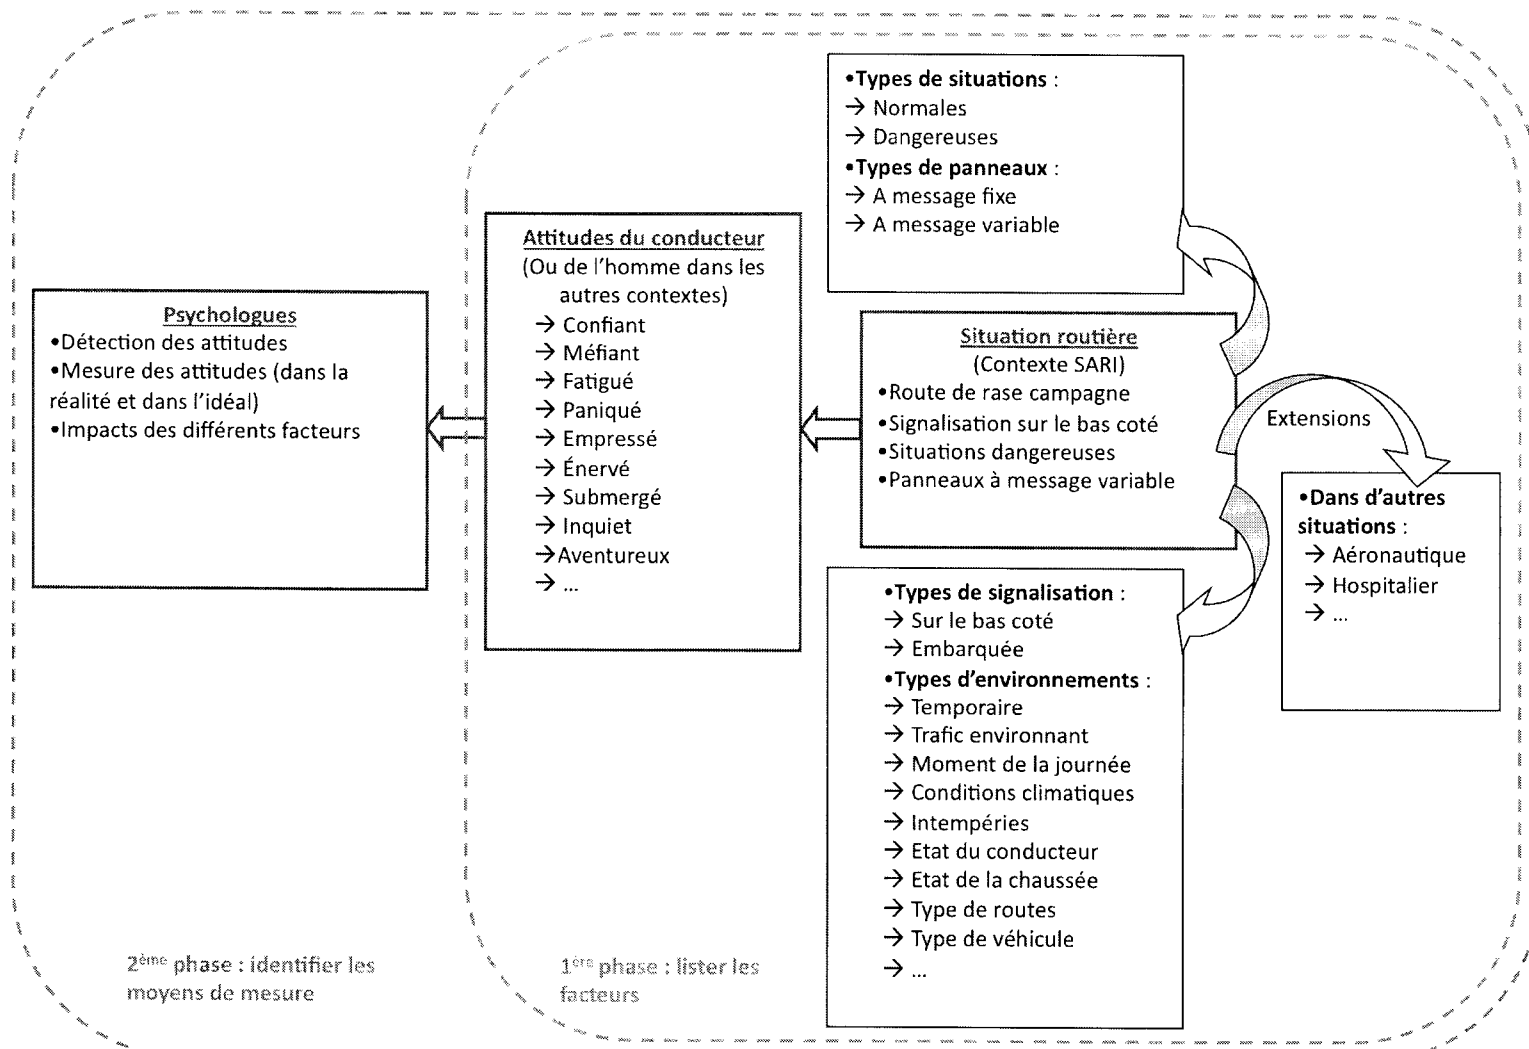 •Types de situations :
→ Normales
→ Dangereuses
•Types de panneaux :
→ A message fixe
→ A message variable
Attitudes du conducteur
(Ou de l'homme dans les
autres contextes)
→ Confiant
→ Méfiant
→ Fatigué
→ Paniqué
→ Empressé
→ Énervé
→ Submergé
→ Inquiet
→Aventureux
→ ...
Psychologues
•Détection des attitudes
•Mesure des attitudes (dans la
réalité et dans l'idéal)
•Impacts des différents facteurs
Situation routière
(Contexte SARI)
•Route de rase campagne
•Signalisation sur le bas coté
•Situations dangereuses
•Panneaux à message variable
Extensions
•Dans d'autres
situations :
→ Aéronautique
→ Hospitalier
→ ...
•Types de signalisation :
→ Sur le bas coté
→ Embarquée
•Types d'environnements :
→ Temporaire
→ Trafic environnant
→ Moment de la journée
→ Conditions climatiques
→ Intempéries
→ Etat du conducteur
→ Etat de la chaussée
→ Type de routes
→ Type de véhicule
→ ...
2ème phase : identifier les
moyens de mesure
1ère phase : lister les
facteurs